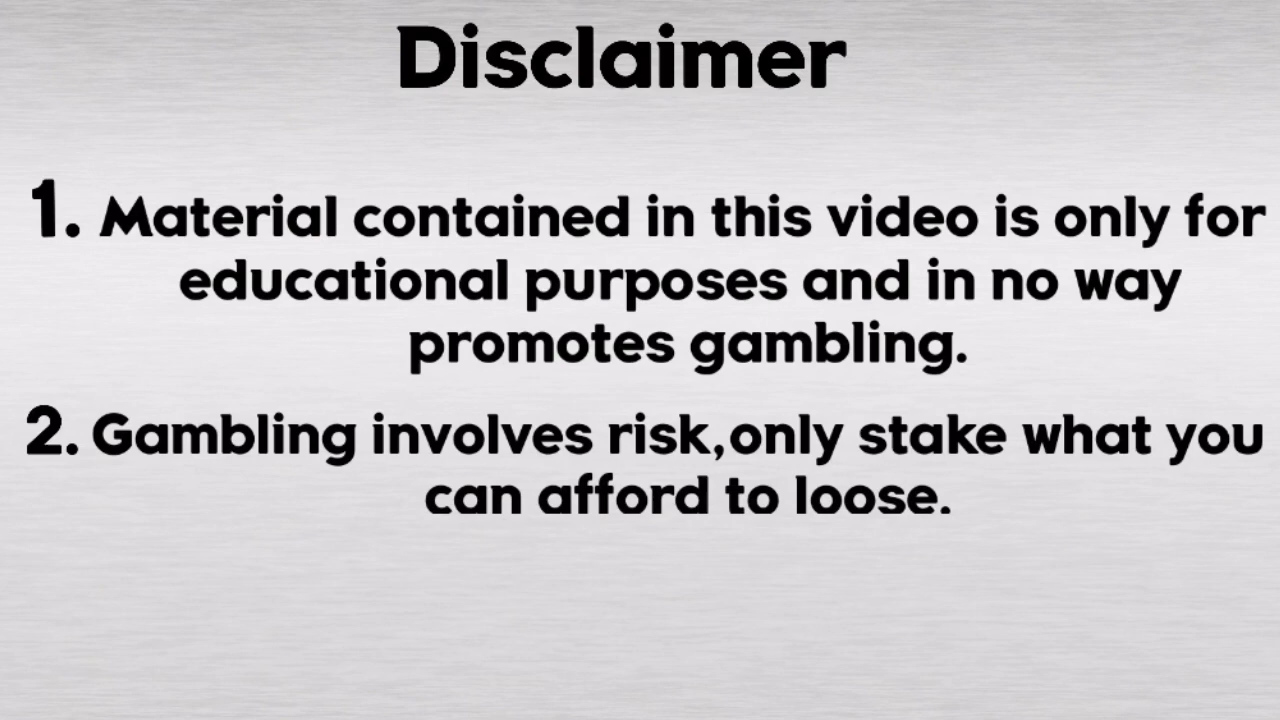 Disclaimer
1. Material contained in this video is only for
educational purposes and in no way
promotes gambling.
2. Gambling involves risk,only stake what you
can afford to loose.